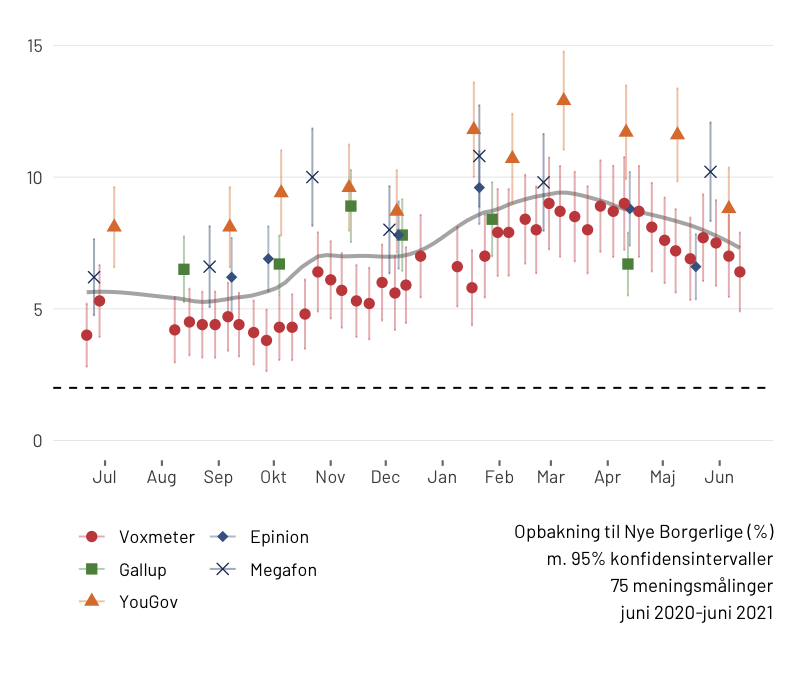 15
10
5
0
Jul Aug Sep Okt Nov Dec Jan Feb Mar Apr Maj Jun
Voxmeter Epinion
Gallup Megafon
YouGov
Opbakning til Nye Borgerlige (%)
m. 95% konfidensintervaller
75 meningsmålinger
juni 2020-juni 2021